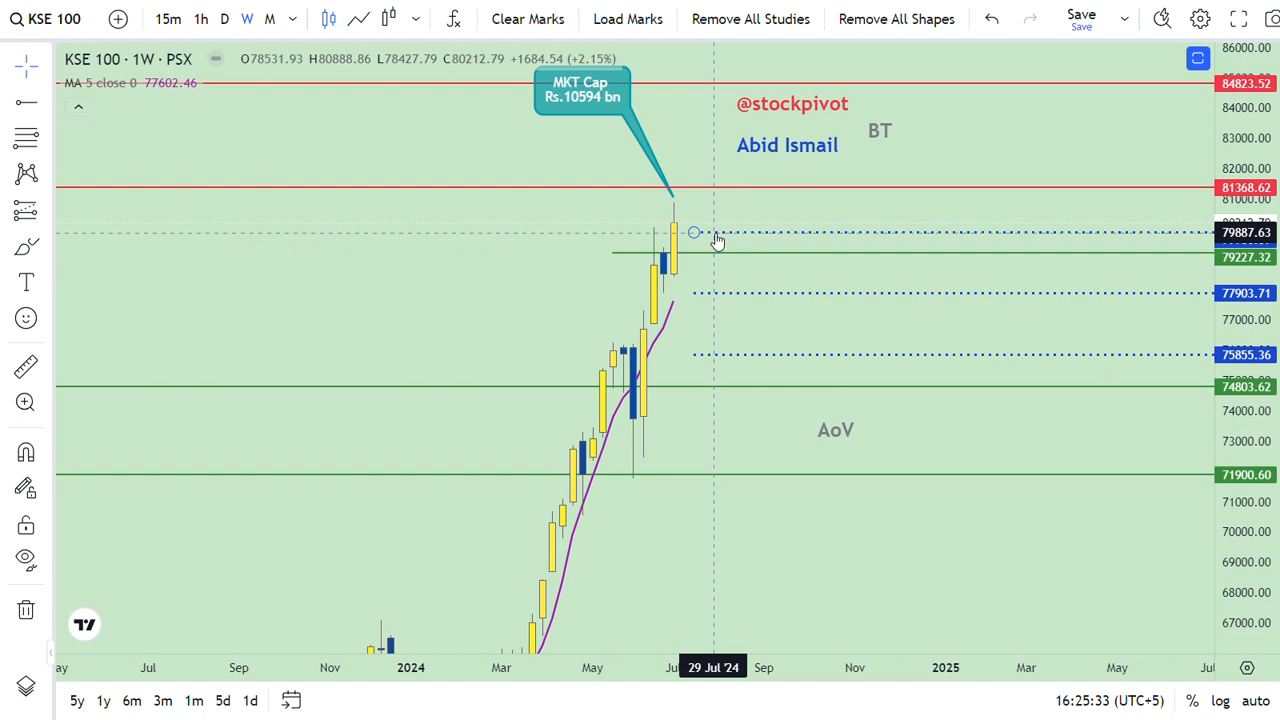 KSE 100
15m 1h D W M
Clear Marks
Load Marks
Remove All Studies
Remove All Shapes
Save
Save
KSE 100 · 1W · PSX
O78531.93 H80888.86 L78427.79 C80212.79 +1684.54 (+2.15%)
MA 5 close 0 77602.46
MKT Cap
Rs.10594 bn
@stockpivot
BT
Abid Ismail
AoV
86000.00
84823.52
84000.00
83000.00
82000.00
81368.62
81000.00
79887.63
79227.32
77903.71
77000.00
75855.36
74803.62
74000.00
73000.00
71900.60
71000.00
70000.00
69000.00
68000.00
67000.00
ay Jul Sep Nov 2024 Mar May Ju 29 Jul '24 Sep Nov 2025 Mar May Jul
5y 1y 6m 3m 1m 5d 1d
16:25:33 (UTC+5) % log auto